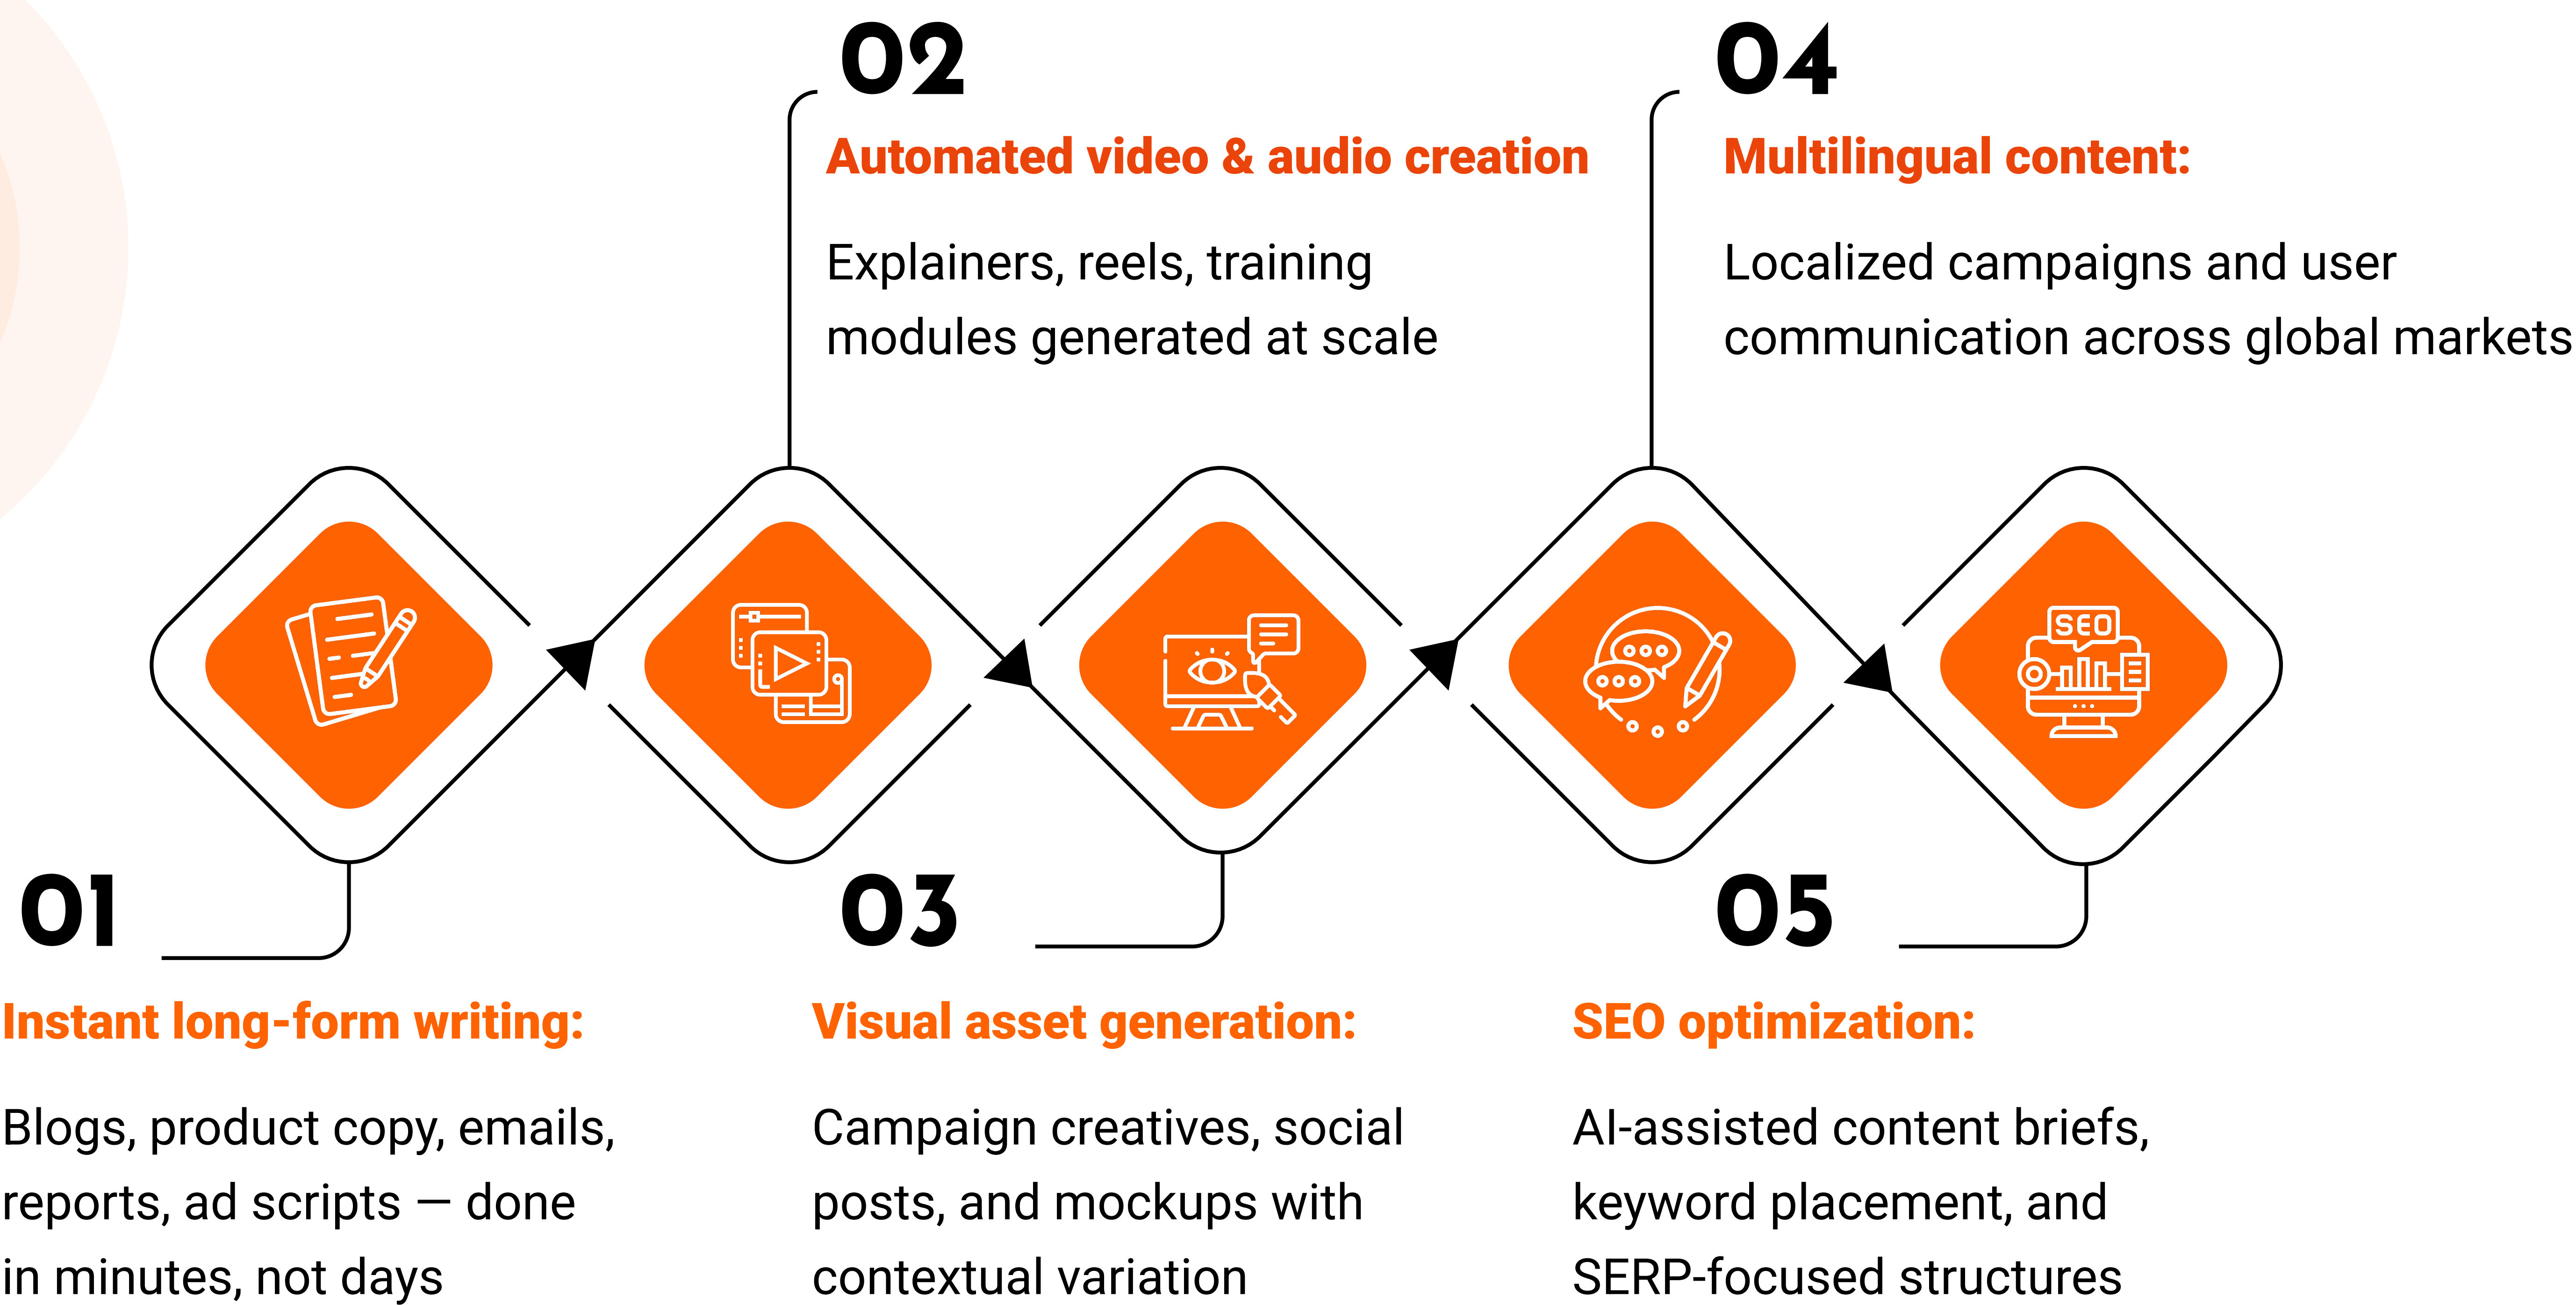 01
Instant long-form writing:
Blogs, product copy, emails,
reports, ad scripts — done
in minutes, not days
02
Automated video & audio creation
Explainers, reels, training
modules generated at scale
03
Visual asset generation:
Campaign creatives, social
posts, and mockups with
contextual variation
04
Multilingual content:
Localized campaigns and user
communication across global markets
SEO
05
SEO optimization:
AI-assisted content briefs,
keyword placement, and
SERP-focused structures